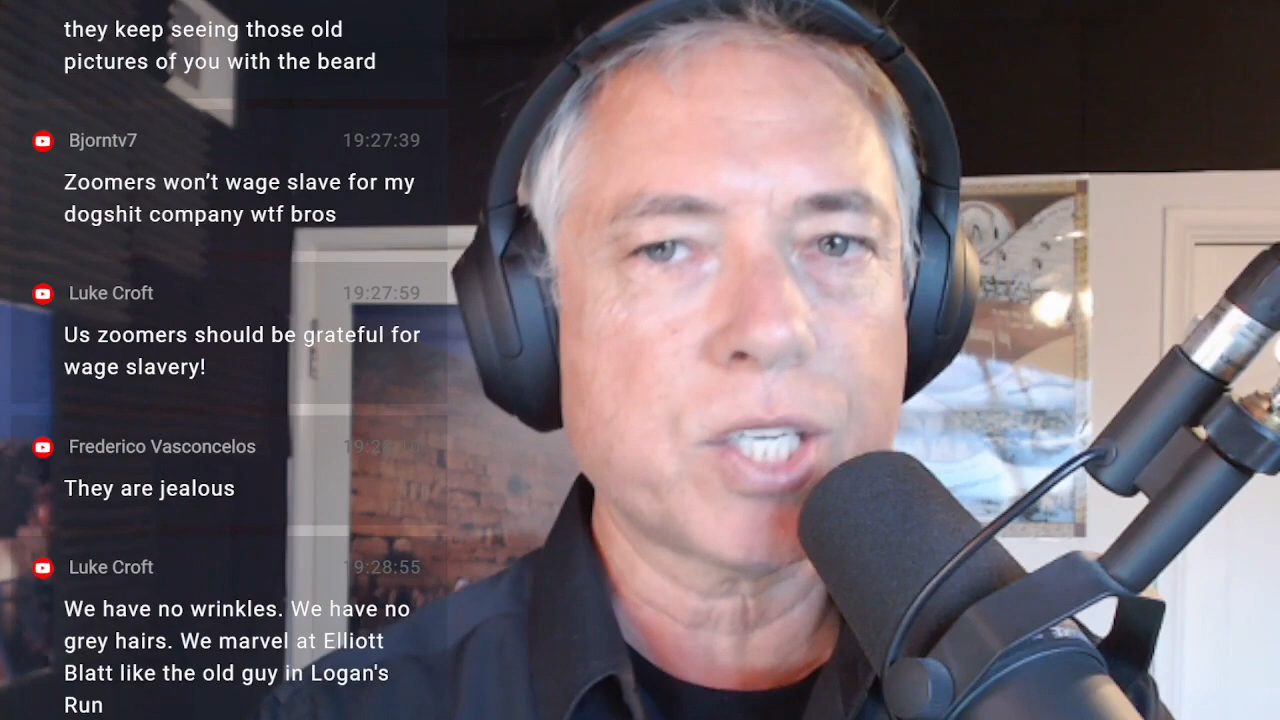 they keep seeing those old
pictures of you with the beard
Bjorntv7 19:27:39
Zoomers won’t wage slave for my
dogshit company wtf bros
Luke Croft 19:27:59
Us zoomers should be grateful for
wage slavery!
Frederico Vasconcelos
They are jealous
Luke Croft 19:28:55
We have no wrinkles. We have no
grey hairs. We marvel at Elliott
Blatt like the old guy in Logan's
Run